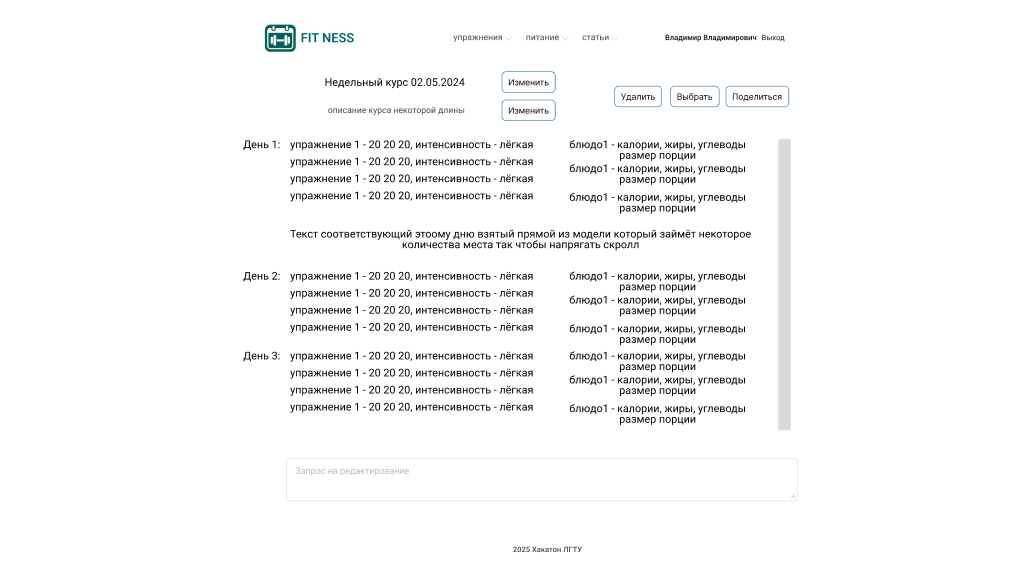 FIT NESS
упражнения питание статьи Владимир Владимирович Выход
Недельный курс 02.05.2024 Изменить
описание курса некоторой длины Изменить
Удалить Выбрать Поделиться
День 1: упражнение 1 - 20 20 20, интенсивность - лёгкая блюдо1 - калории, жиры, углеводы
размер порции
упражнение 1 - 20 20 20, интенсивность - лёгкая
блюдо1 - калории, жиры, углеводы
размер порции
упражнение 1 - 20 20 20, интенсивность - лёгкая
упражнение 1 - 20 20 20, интенсивность - лёгкая блюдо1 - калории, жиры, углеводы
размер порции
Текст соответствующий этоому дню взятый прямой из модели который займёт некоторое
количества места так чтобы напрягать скролл
День 2: упражнение 1 - 20 20 20, интенсивность - лёгкая блюдо1 - калории, жиры, углеводы
размер порции
упражнение 1 - 20 20 20, интенсивность - лёгкая
блюдо1 - калории, жиры, углеводы
размер порции
упражнение 1 - 20 20 20, интенсивность - лёгкая
упражнение 1 - 20 20 20, интенсивность - лёгкая блюдо1 - калории, жиры, углеводы
размер порции
День 3: упражнение 1 - 20 20 20, интенсивность - лёгкая блюдо1 - калории, жиры, углеводы
размер порции
упражнение 1 - 20 20 20, интенсивность - лёгкая
блюдо1 - калории, жиры, углеводы
размер порции
упражнение 1 - 20 20 20, интенсивность - лёгкая
упражнение 1 - 20 20 20, интенсивность - лёгкая блюдо1 - калории, жиры, углеводы
размер порции
Запрос на редактирование
2025 Хакатон ЛГТУ